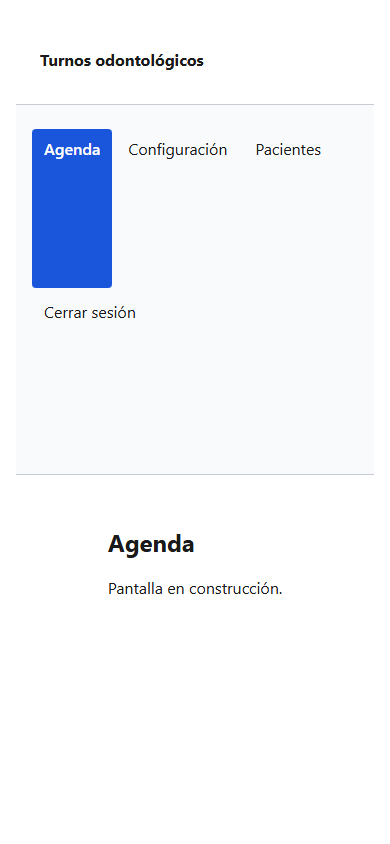 Turnos odontológicos
Agenda Configuración Pacientes
Cerrar sesión
Agenda
Pantalla en construcción.